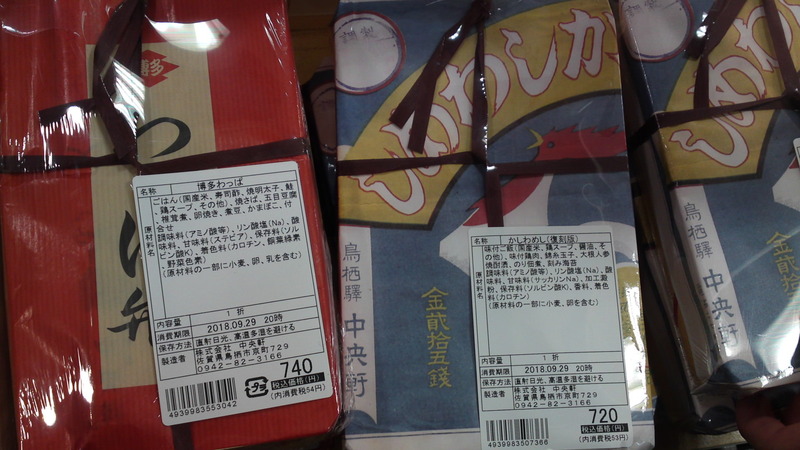 博多
わっぱ
弁
名称 博多わっぱ
原材料名
ごはん(国産米、寿司酢、焼明太子、鮭
、鶏スープ、その他)、焼さば、五目豆腐
、椎茸煮、卵焼き、煮豆、かまぼこ、付
合せ
調味料(アミノ酸等)、リン酸塩(Na)、酸
味料、甘味料(ステビア)、保存料(ソル
ビン酸K)、着色料(カロチン、銅葉緑素
野菜色素)
(原材料の一部に小麦、卵、乳を含む)
内容量 1折
消費期限 2018.09.29 20時
保存方法 直射日光、高温多湿を避ける
製造者 株式会社 中央軒
佐賀県鳥栖市京町729
0942-82-3166
プラ
740
税込価格(円)
(内消費税54円)
4939983553042
謹製
かしわめし
鳥栖驛 中央軒
金貳拾五錢
名称 かしわめし(復刻版)
原材料名
味付ご飯(国産米、鶏スープ、醤油、そ
の他)、味付鶏肉、錦糸玉子、大根人参
焼酎漬、のり佃煮、刻み海苔
調味料(アミノ酸等)、リン酸塩(Na)、酸
味料、甘味料(サッカリンNa)、加工澱
粉、保存料(ソルビン酸K)、香料、着色
料(カロチン)
(原材料の一部に小麦、卵を含む)
内容量 1折
消費期限 2018.09.29 20時
保存方法 直射日光、高温多湿を避ける
製造者 株式会社 中央軒
佐賀県鳥栖市京町729
0942-82-3166
720
税込価格(円)
(内消費税53円)
4939983507366
しわめし
鳥栖驛 中央軒